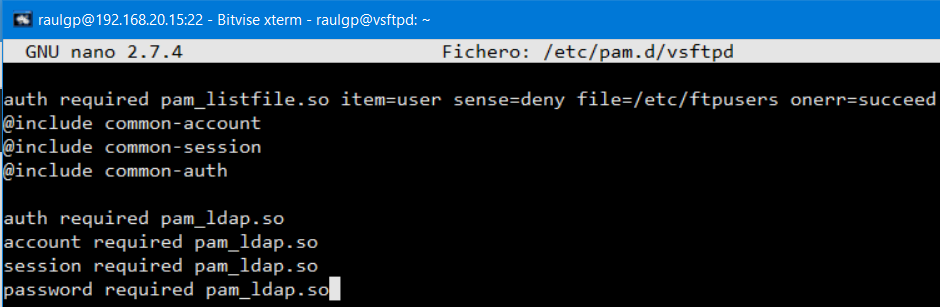 raulgp@192.168.20.15:22 - Bitvise xterm - raulgp@vsftpd: ~
GNU nano 2.7.4 Fichero: /etc/pam.d/vsftpd
auth required pam_listfile.so item=user sense=deny file=/etc/ftpusers onerr=succeed
@include common-account
@include common-session
@include common-auth
auth required pam_ldap.so
account required pam_ldap.so
session required pam_ldap.so
password required pam_ldap.so